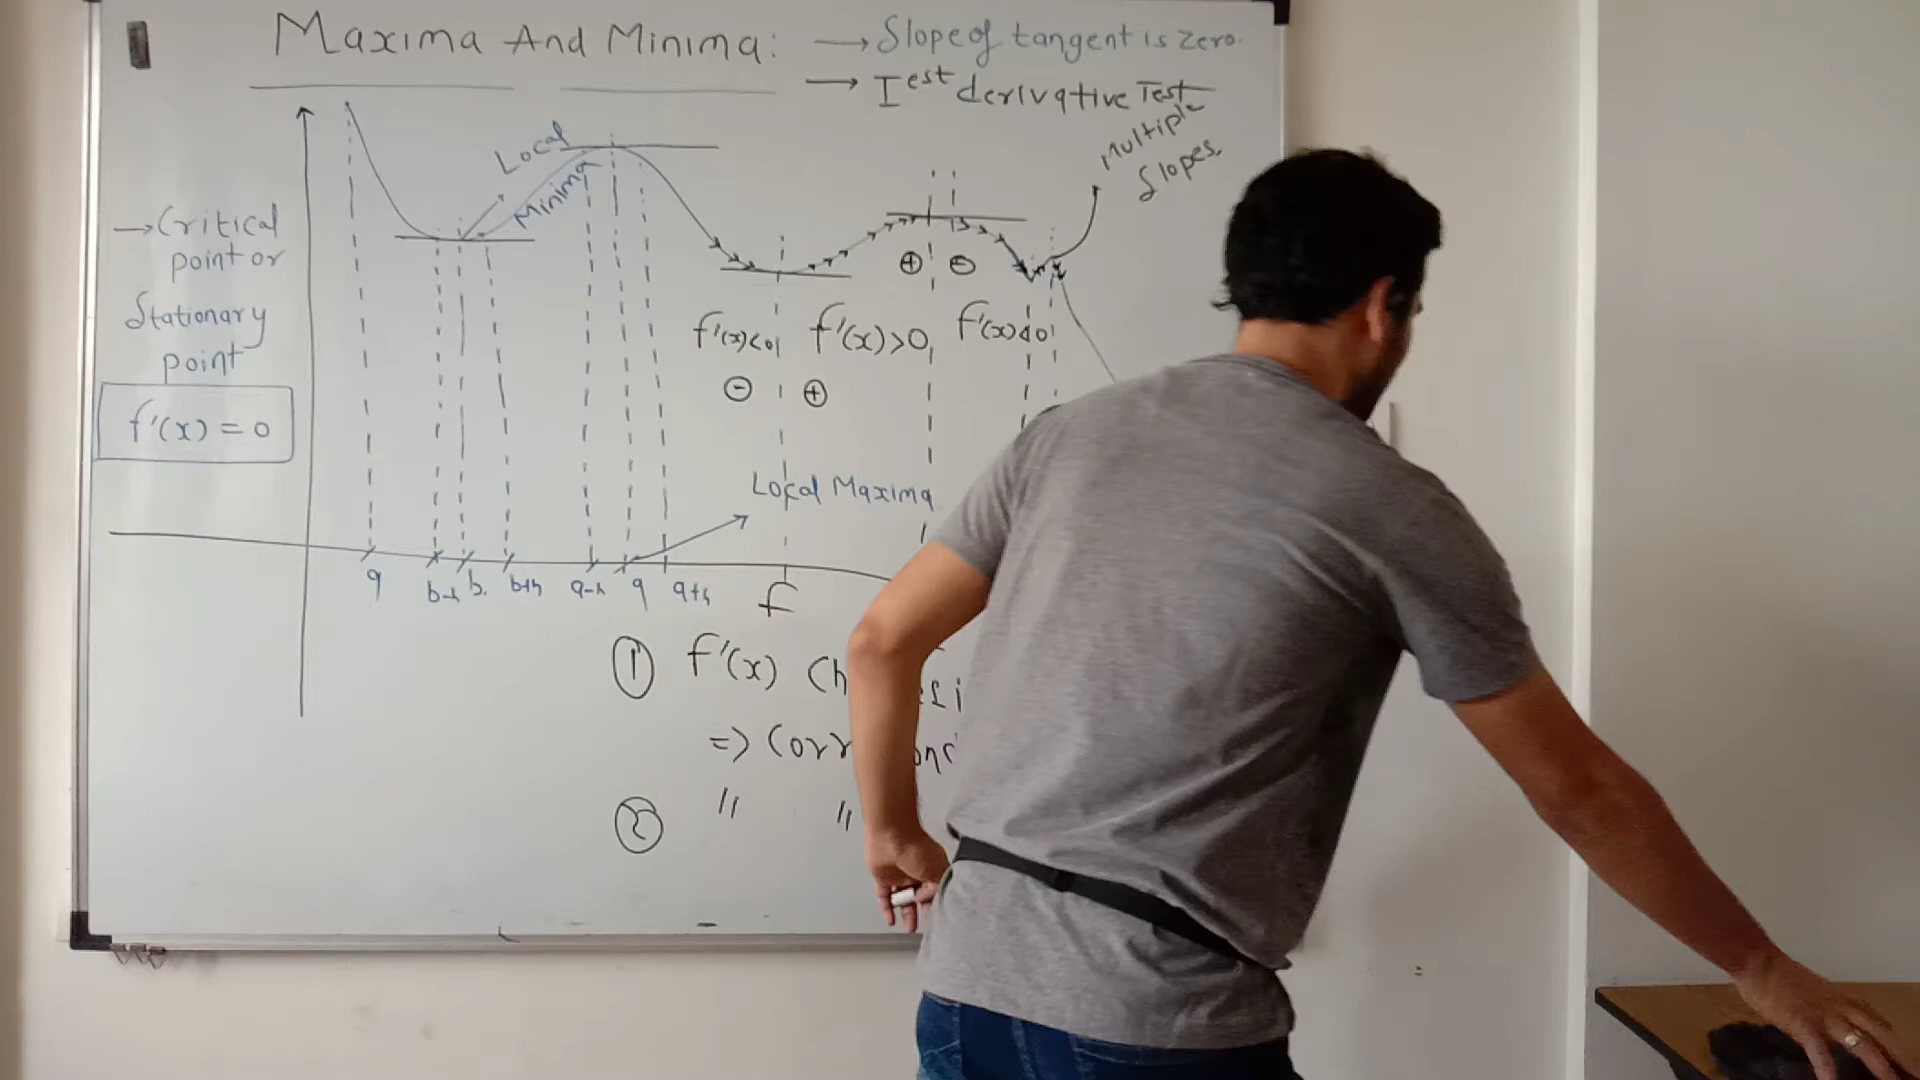 Maxima And Minima:
→ Slope of tangent is zero.
→ Iest derivative Test
Multiple
Slopes.
Local
Minima
→ Critical
point or
Stationary
point
f'(x) = 0
⊕ ⊖
f'(x)<0 f'(x)>0 f'(x)<0
⊖ ⊕
Local Maxima
a b-h b. b+h a-h a a+h f
① f'(x) Ch
=> Corr
② " "